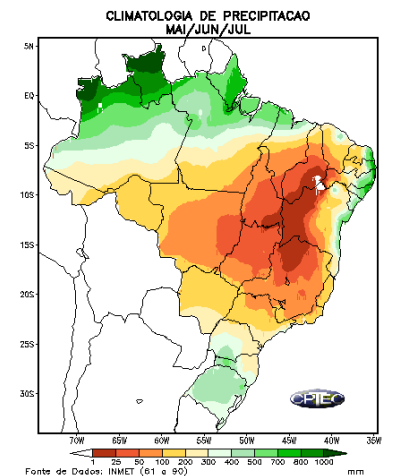 CLIMATOLOGIA DE PRECIPITACAO
MAI/JUN/JUL
5N
EQ
5S
10S
15S
20S
25S
30S
70W 65W 60W 55W 50W 45W 40W 35W
CPTEC
1 25 50 100 200 300 400 500 700 800 1000
Fonte de Dados: INMET (61 a 90) mm